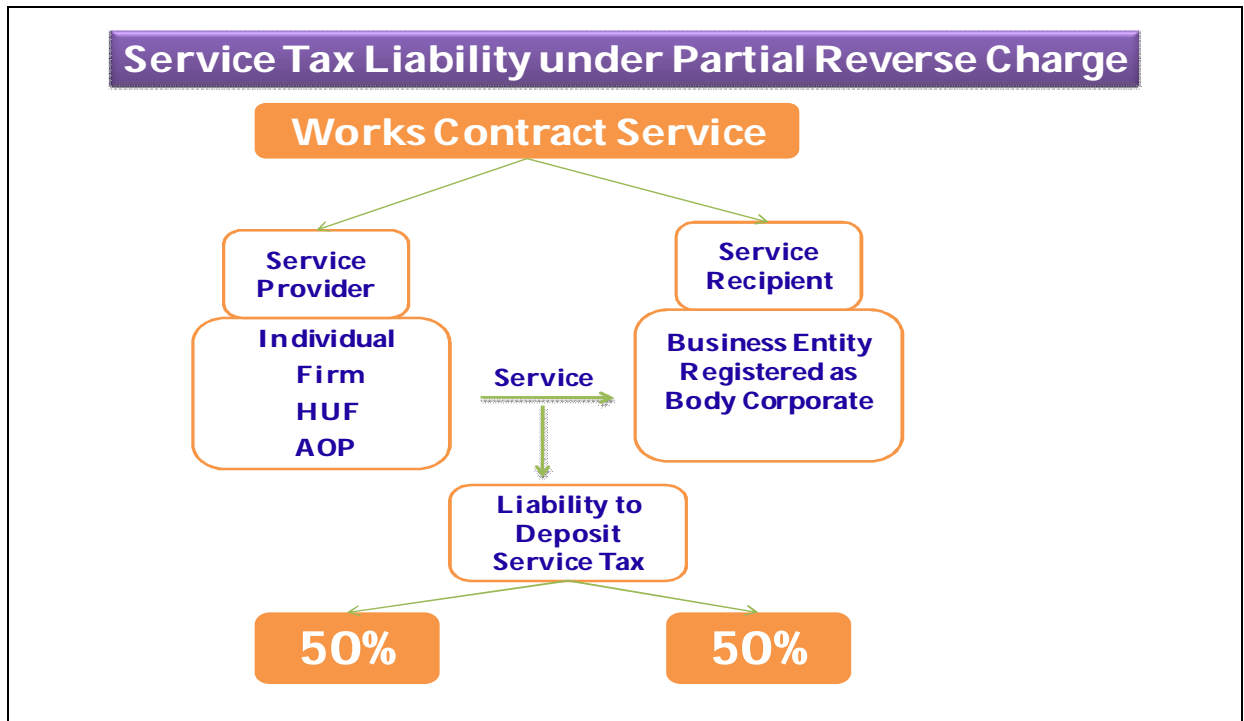 Service Tax Liability under Partial Reverse Charge
Works Contract Service
Service
Provider
Individual
Firm
HUF
AOP
Service
Service
Recipient
Business Entity
Registered as
Body Corporate
Liability to
Deposit
Service Tax
50%
50%